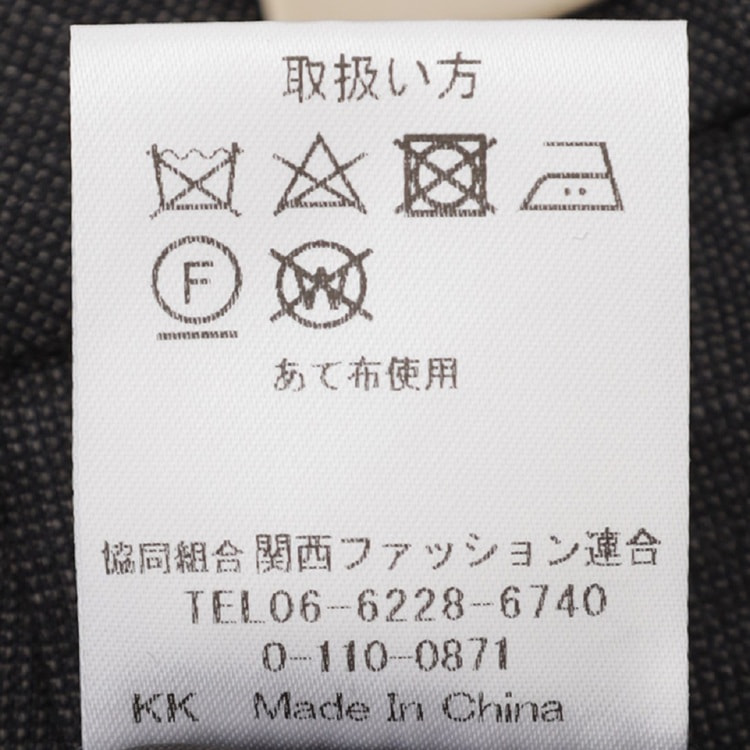 取扱い方
F W
あて布使用
協同組合 関西ファッション連合
TEL06-6228-6740
0-110-0871
KK Made In China